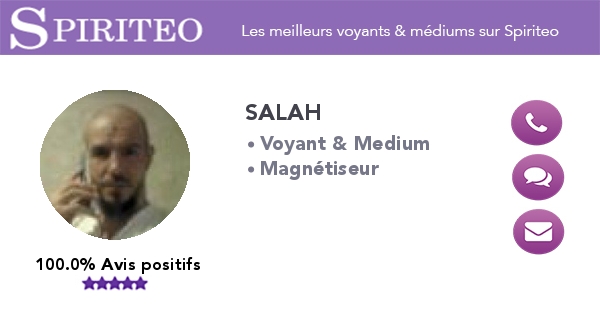 SPIRITEO
Les meilleurs voyants & médiums sur Spiriteo
SALAH
• Voyant & Medium
• Magnétiseur
100.0% Avis positifs